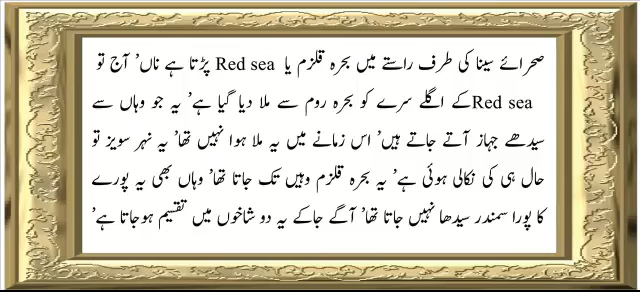 صحرائے سینا کی طرف راستے میں بحرہ قلزم یا Red sea پڑتا ہے ناں’ آج تو
Red sea کے اگلے سرے کو بحرہ روم سے ملا دیا گیا ہے’ یہ جو وہاں سے
سیدھے جہاز آتے جاتے ہیں’ اس زمانے میں یہ ملا ہوا نہیں تھا’ یہ نہر سویز تو
حال ہی کی نکالی ہوئی ہے’ یہ بحرہ قلزم وہیں تک جاتا تھا’ وہاں بھی یہ پورے
کا پورا سمندر سیدھا نہیں جاتا تھا’ آگے جاکے یہ دو شاخوں میں تقسیم ہوجاتا ہے’